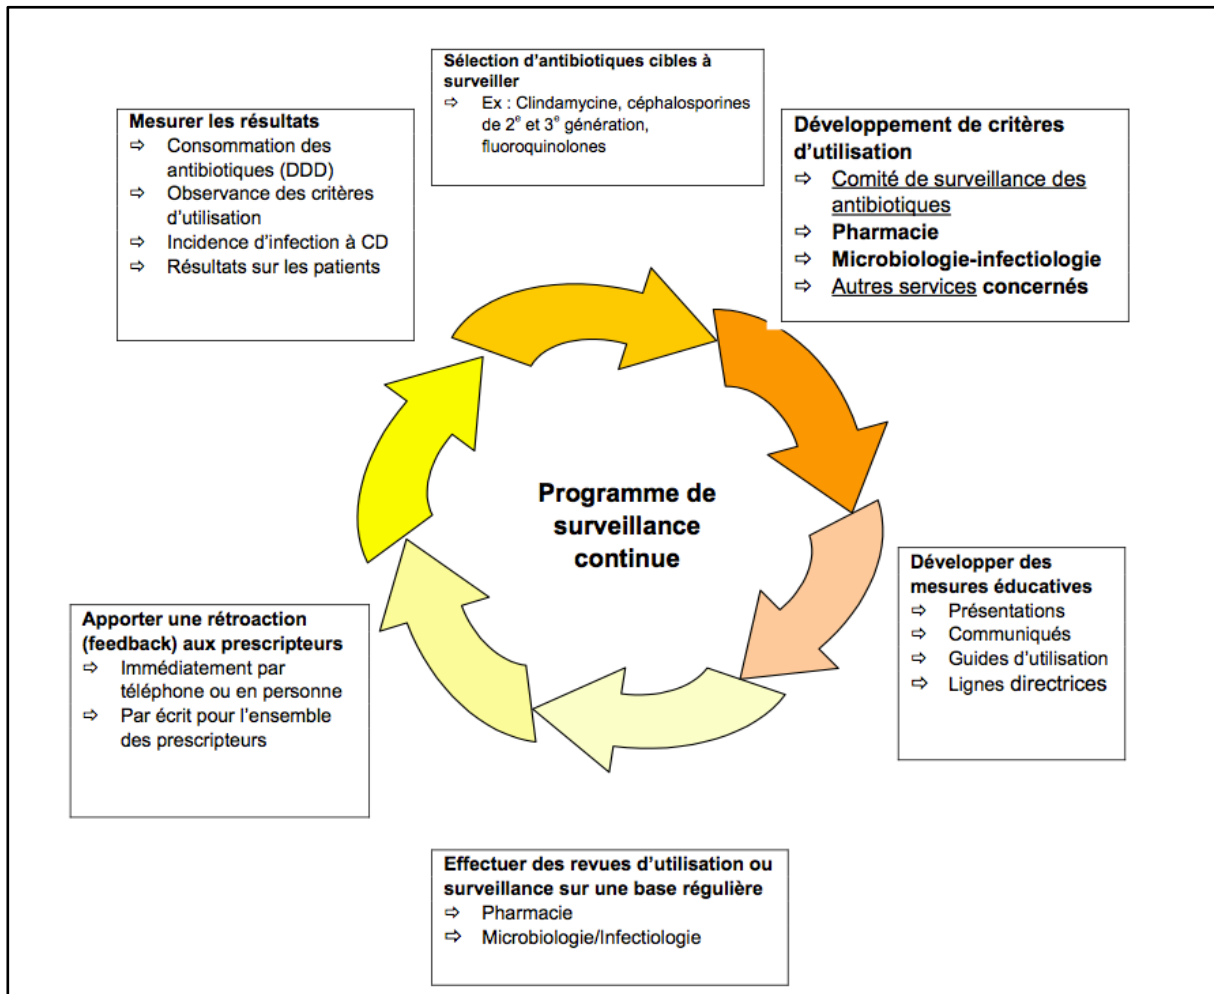 Sélection d'antibiotiques cibles à
surveiller
⇨ Ex : Clindamycine, céphalosporines
de 2e et 3e génération,
fluoroquinolones
Développement de critères
d'utilisation
⇨ Comité de surveillance des
antibiotiques
⇨ Pharmacie
⇨ Microbiologie-infectiologie
⇨ Autres services concernés
Développer des
mesures éducatives
⇨ Présentations
⇨ Communiqués
⇨ Guides d'utilisation
⇨ Lignes directrices
Effectuer des revues d'utilisation ou
surveillance sur une base régulière
⇨ Pharmacie
⇨ Microbiologie/Infectiologie
Apporter une rétroaction
(feedback) aux prescripteurs
⇨ Immédiatement par
téléphone ou en personne
⇨ Par écrit pour l'ensemble
des prescripteurs
Mesurer les résultats
⇨ Consommation des
antibiotiques (DDD)
⇨ Observance des critères
d'utilisation
⇨ Incidence d'infection à CD
⇨ Résultats sur les patients
Programme de
surveillance
continue